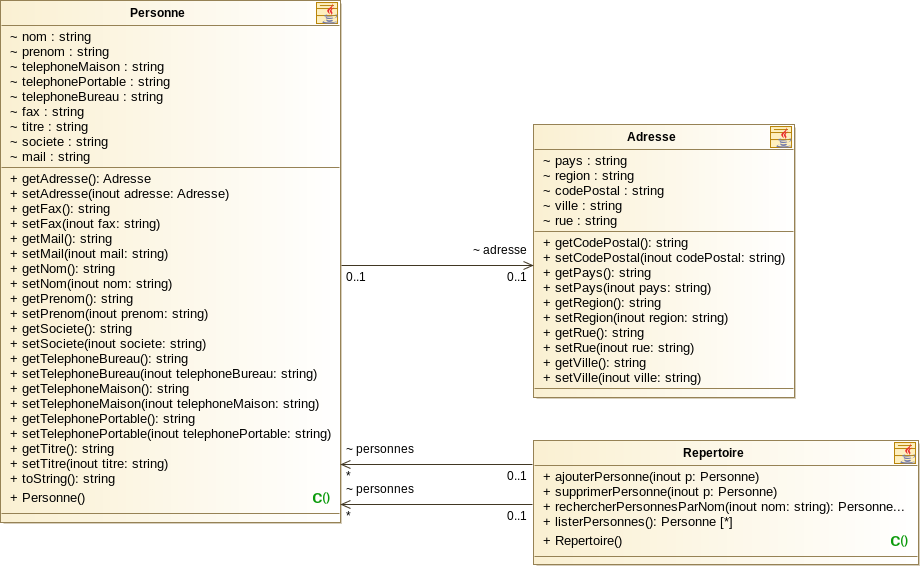 Personne
~ nom : string
~ prenom : string
~ telephoneMaison : string
~ telephonePortable : string
~ telephoneBureau : string
~ fax : string
~ titre : string
~ societe : string
~ mail : string
+ getAdresse(): Adresse
+ setAdresse(inout adresse: Adresse)
+ getFax(): string
+ setFax(inout fax: string)
+ getMail(): string
+ setMail(inout mail: string)
+ getNom(): string
+ setNom(inout nom: string)
+ getPrenom(): string
+ setPrenom(inout prenom: string)
+ getSociete(): string
+ setSociete(inout societe: string)
+ getTelephoneBureau(): string
+ setTelephoneBureau(inout telephoneBureau: string)
+ getTelephoneMaison(): string
+ setTelephoneMaison(inout telephoneMaison: string)
+ getTelephonePortable(): string
+ setTelephonePortable(inout telephonePortable: string)
+ getTitre(): string
+ setTitre(inout titre: string)
+ toString(): string
+ Personne() C()
~ adresse
0..1 0..1
Adresse
~ pays : string
~ region : string
~ codePostal : string
~ ville : string
~ rue : string
+ getCodePostal(): string
+ setCodePostal(inout codePostal: string)
+ getPays(): string
+ setPays(inout pays: string)
+ getRegion(): string
+ setRegion(inout region: string)
+ getRue(): string
+ setRue(inout rue: string)
+ getVille(): string
+ setVille(inout ville: string)
~ personnes
* 0..1
~ personnes
* 0..1
Repertoire
+ ajouterPersonne(inout p: Personne)
+ supprimerPersonne(inout p: Personne)
+ rechercherPersonnesParNom(inout nom: string): Personne...
+ listerPersonnes(): Personne [*]
+ Repertoire() C()